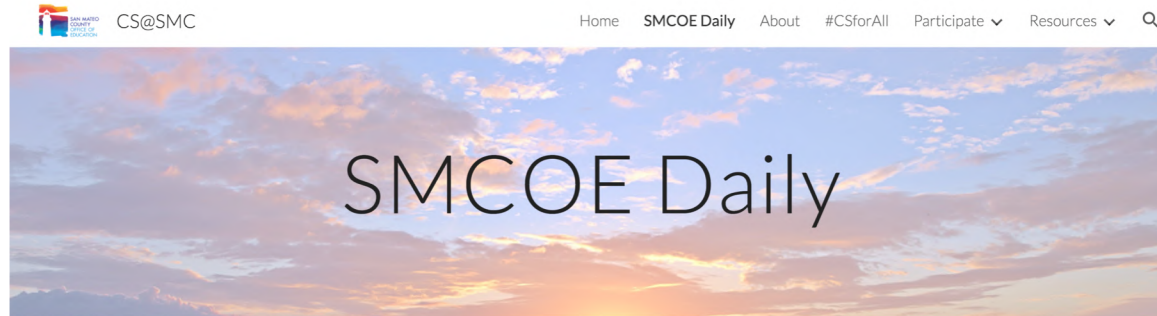 SAN MATEO
COUNTY
OFFICE OF
EDUCATION
CS@SMC
Home SMCOE Daily About #CSforAll Participate Resources
SMCOE Daily